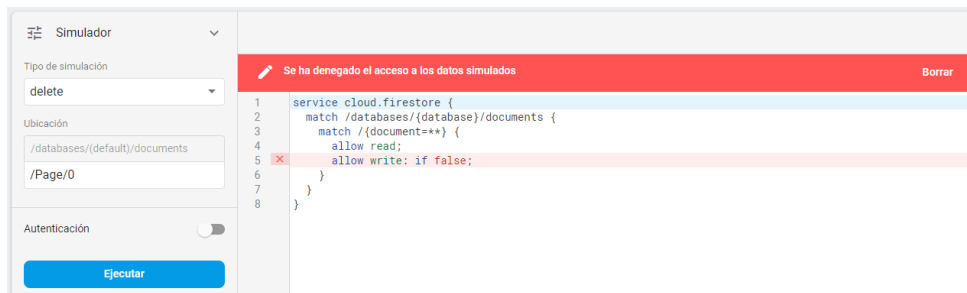 Simulador
Tipo de simulación
delete
Ubicación
/databases/(default)/documents
/Page/0
Autenticación
Ejecutar
Se ha denegado el acceso a los datos simulados
Borrar
1 service cloud.firestore {
2 match /databases/{database}/documents {
3 match /{document=**} {
4 allow read;
5 allow write: if false;
6 }
7 }
8 }